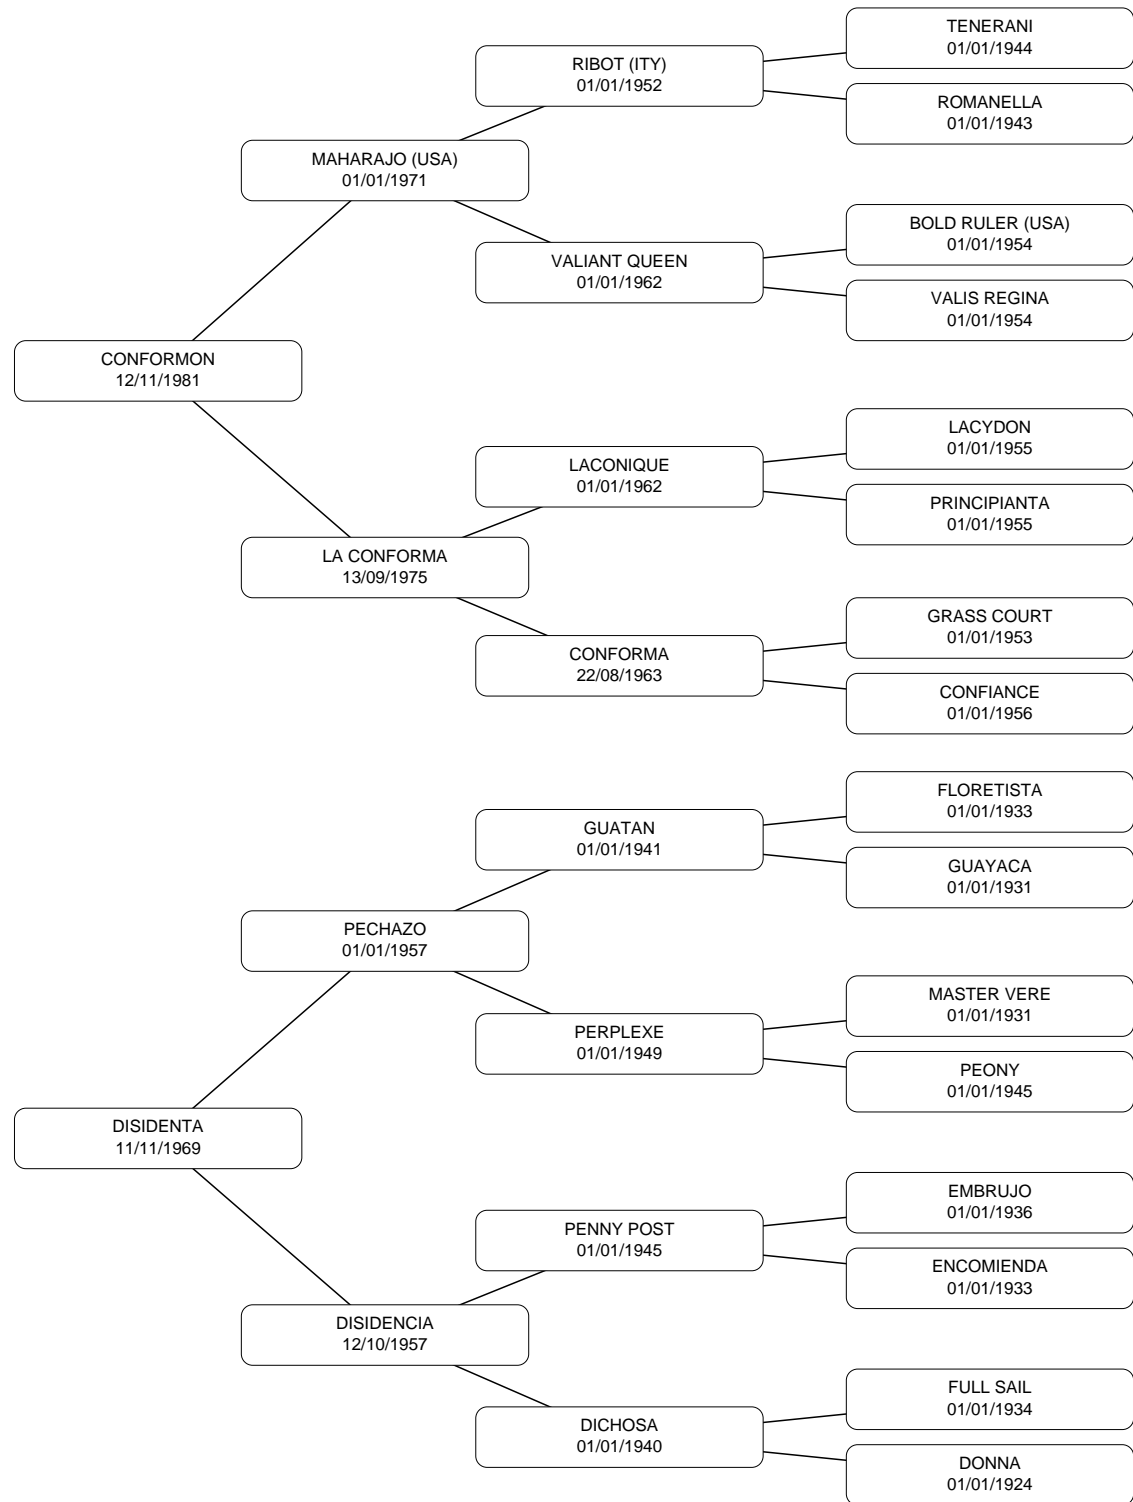 TENERANI
01/01/1944
RIBOT (ITY)
01/01/1952
ROMANELLA
01/01/1943
MAHARAJO (USA)
01/01/1971
BOLD RULER (USA)
01/01/1954
VALIANT QUEEN
01/01/1962
VALIS REGINA
01/01/1954
CONFORMON
12/11/1981
LACYDON
01/01/1955
LACONIQUE
01/01/1962
PRINCIPIANTA
01/01/1955
LA CONFORMA
13/09/1975
GRASS COURT
01/01/1953
CONFORMA
22/08/1963
CONFIANCE
01/01/1956
FLORETISTA
01/01/1933
GUATAN
01/01/1941
GUAYACA
01/01/1931
PECHAZO
01/01/1957
MASTER VERE
01/01/1931
PERPLEXE
01/01/1949
PEONY
01/01/1945
DISIDENTA
11/11/1969
EMBRUJO
01/01/1936
PENNY POST
01/01/1945
ENCOMIENDA
01/01/1933
DISIDENCIA
12/10/1957
FULL SAIL
01/01/1934
DICHOSA
01/01/1940
DONNA
01/01/1924